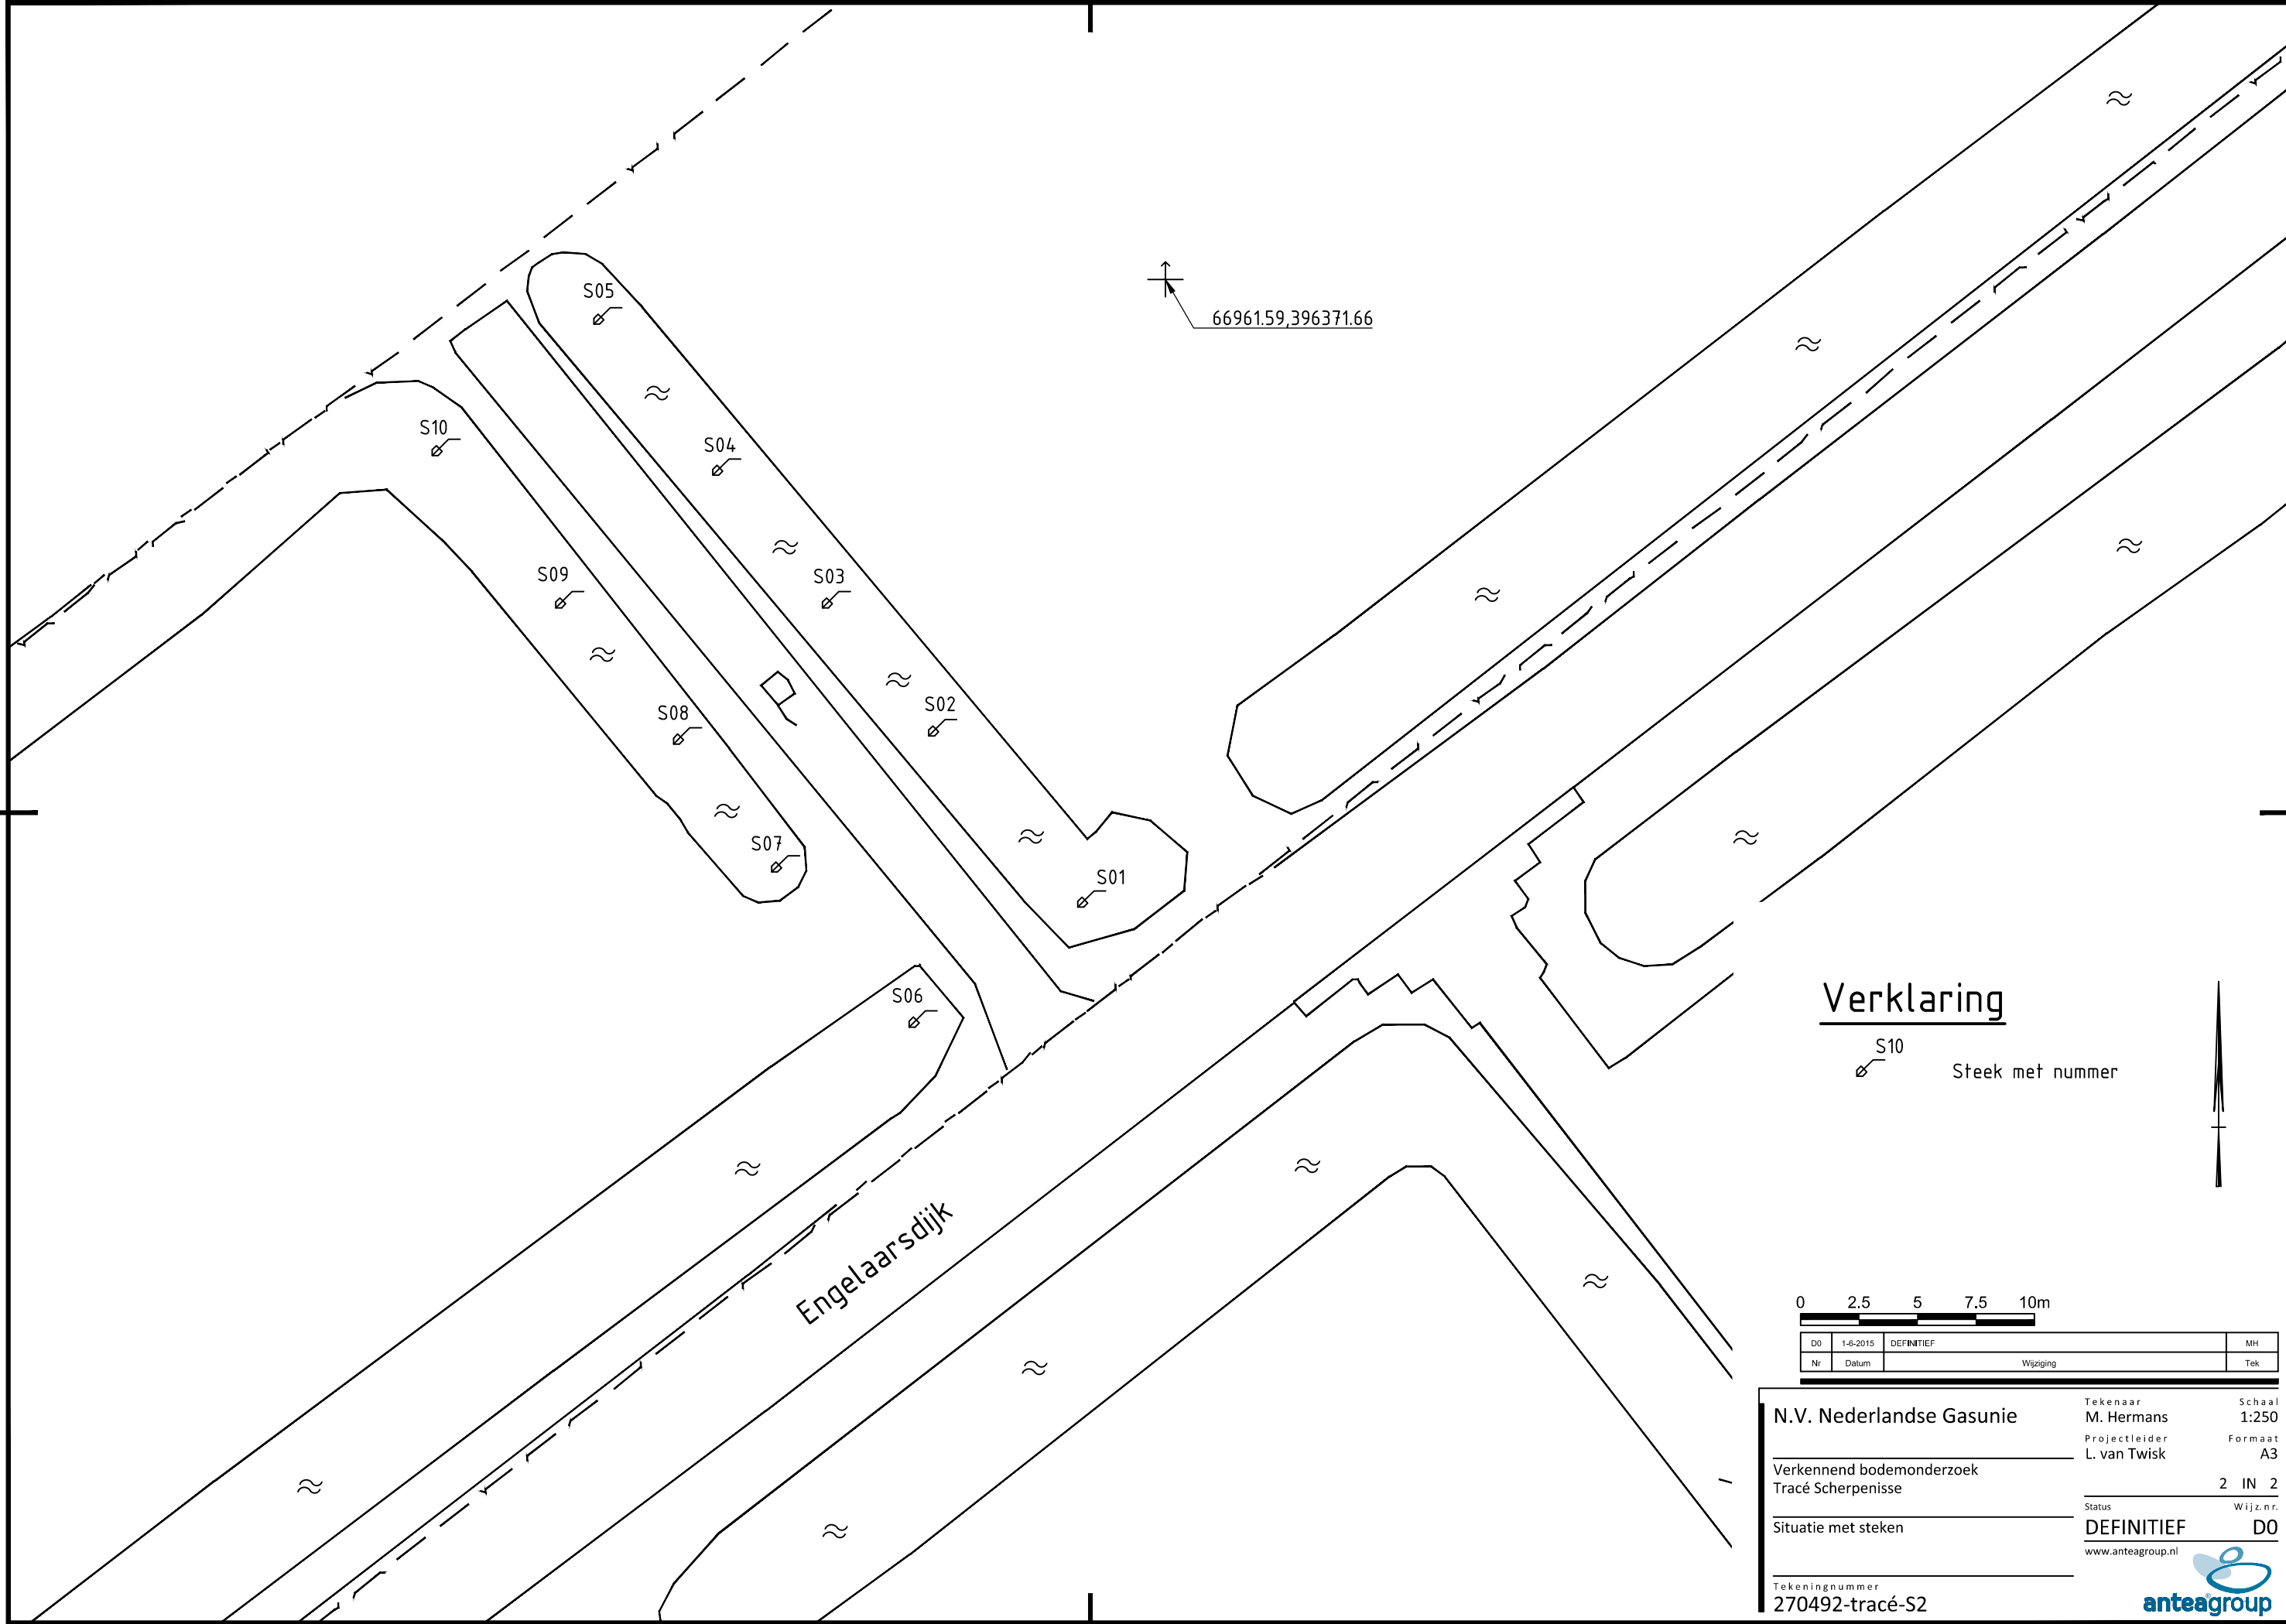 S05
66961.59,396371.66
S10
S04
S09
S03
S08
S02
S07
S01
S06
Engelaarsdijk
Verklaring
S10
Steek met nummer
0 2.5 5 7.5 10m
D0 1-6-2015 DEFINITIEF MH
Nr Datum Wijziging Tek
N.V. Nederlandse Gasunie
Verkennend bodemonderzoek
Tracé Scherpenisse
Situatie met steken
Tekeningnummer
270492-tracé-S2
Tekenaar Schaal
M. Hermans 1:250
Projectleider Formaat
L. van Twisk A3
2 IN 2
Status Wijz.nr.
DEFINITIEF D0
www.anteagroup.nl
anteagroup